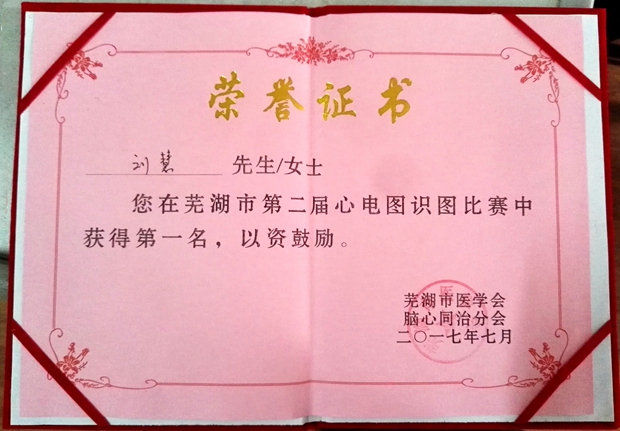 荣誉证书
刘慧 先生/女士
您在芜湖市第二届心电图识图比赛中
获得第一名，以资鼓励。
芜湖市医学会
脑心同治分会
二〇一七年七月